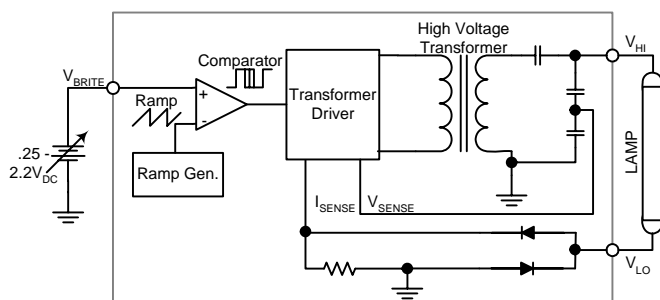 High Voltage
Transformer
V_HI
Comparator
V_BRITE
Ramp
+
-
Transformer
Driver
.25 -
2.2V_DC
Ramp Gen.
LAMP
I_SENSE
V_SENSE
V_LO